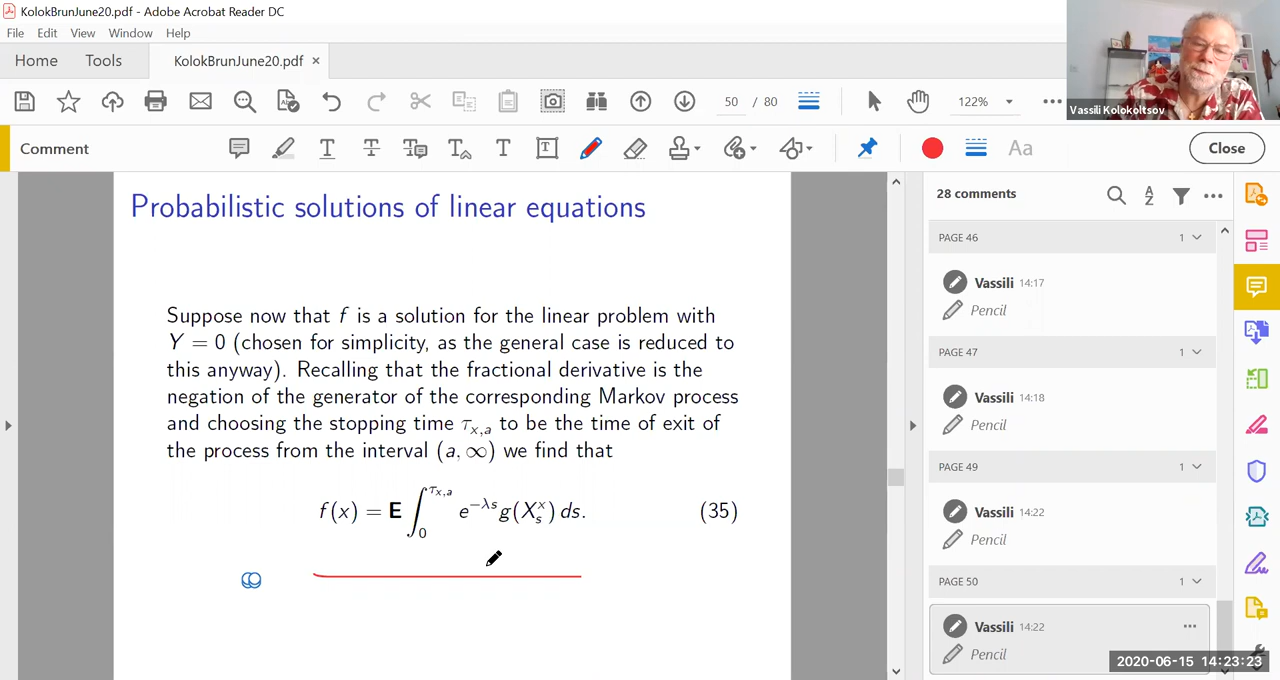 KolokBrunJune20.pdf - Adobe Acrobat Reader DC
File Edit View Window Help
Home Tools KolokBrunJune20.pdf ×
50 / 80 122%
Vassili Kolokoltsov
Comment
Aa
Close
Probabilistic solutions of linear equations
Suppose now that f is a solution for the linear problem with
Y = 0 (chosen for simplicity, as the general case is reduced to
this anyway). Recalling that the fractional derivative is the
negation of the generator of the corresponding Markov process
and choosing the stopping time τ_{x,a} to be the time of exit of
the process from the interval (a, ∞) we find that
f(x) = E ∫_0^{τ_{x,a}} e^{−λs} g(X_s^x) ds. (35)
28 comments
PAGE 46 1
Vassili 14:17
Pencil
PAGE 47 1
Vassili 14:18
Pencil
PAGE 49 1
Vassili 14:22
Pencil
PAGE 50 1
Vassili 14:22
Pencil
2020-06-15 14:23:23